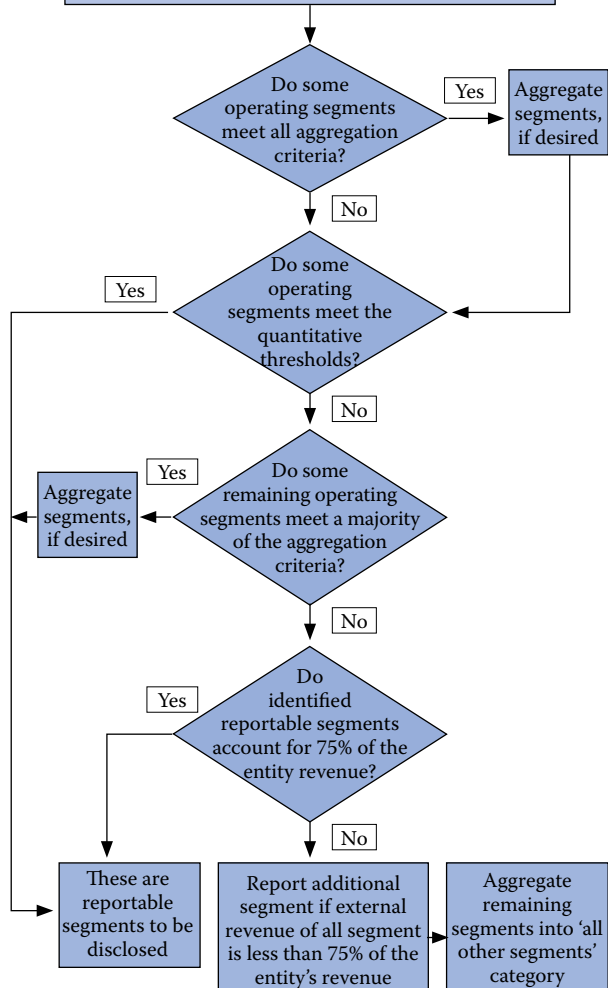 Do some
operating segments
meet all aggregation
criteria?
Yes
Aggregate
segments,
if desired
No
Do some
operating
segments meet the
quantitative
thresholds?
Yes
No
Do some
remaining operating
segments meet a majority
of the aggregation
criteria?
Yes
Aggregate
segments,
if desired
No
Do
identified
reportable segments
account for 75% of the
entity revenue?
Yes
No
These are
reportable
segments to be
disclosed
Report additional
segment if external
revenue of all segment
is less than 75% of the
entity's revenue
Aggregate
remaining
segments into ‘all
other segments’
category